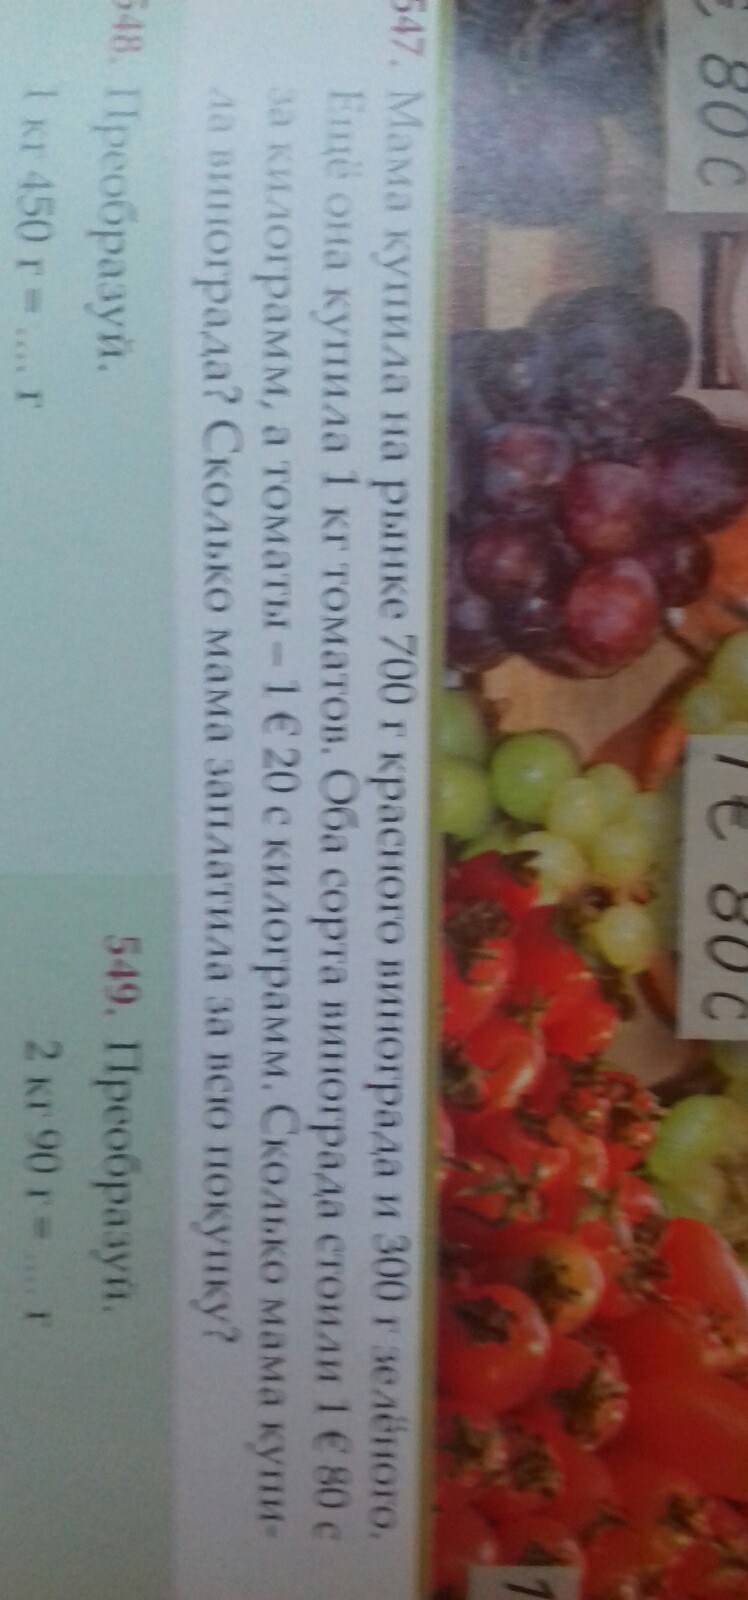 € 80 c
1 € 80 c
1
547. Мама купила на рынке 700 г красного винограда и 300 г зелёного.
Ещё она купила 1 кг томатов. Оба сорта винограда стоили 1 € 80 с
за килограмм, а томаты – 1 € 20 с килограмм. Сколько мама купи-
ла винограда? Сколько мама заплатила за всю покупку?
548. Преобразуй.
1 кг 450 г = .... г
549. Преобразуй.
2 кг 90 г = .... г